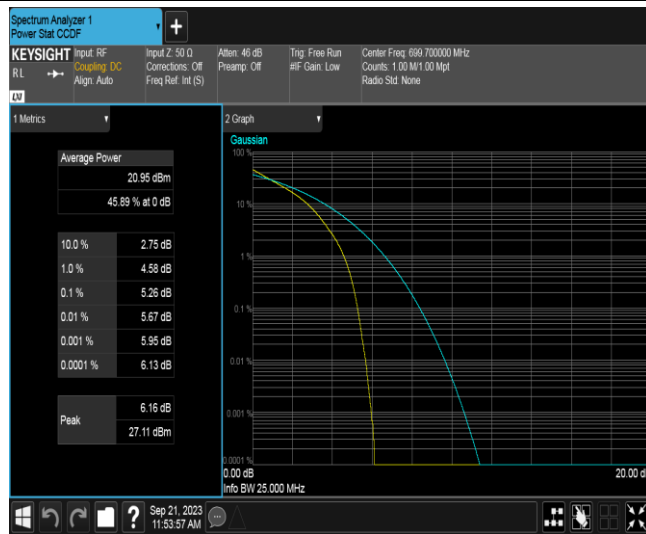 Spectrum Analyzer 1
Power Stat CCDF
+
KEYSIGHT
RL
LXI
Input: RF
Coupling: DC
Align: Auto
Input Z: 50 Ω
Corrections: Off
Freq Ref: Int (S)
Atten: 46 dB
Preamp: Off
Trig: Free Run
#IF Gain: Low
Center Freq: 699.700000 MHz
Counts: 1.00 M/1.00 Mpt
Radio Std: None
1 Metrics
Average Power
20.95 dBm
45.89 % at 0 dB
10.0 % 2.75 dB
1.0 % 4.58 dB
0.1 % 5.26 dB
0.01 % 5.67 dB
0.001 % 5.95 dB
0.0001 % 6.13 dB
Peak
6.16 dB
27.11 dBm
2 Graph
Gaussian
100 %
10 %
1 %
0.1 %
0.01 %
0.001 %
0.0001 %
0.00 dB
20.00 d
Info BW 25.000 MHz
?
Sep 21, 2023
11:53:57 AM